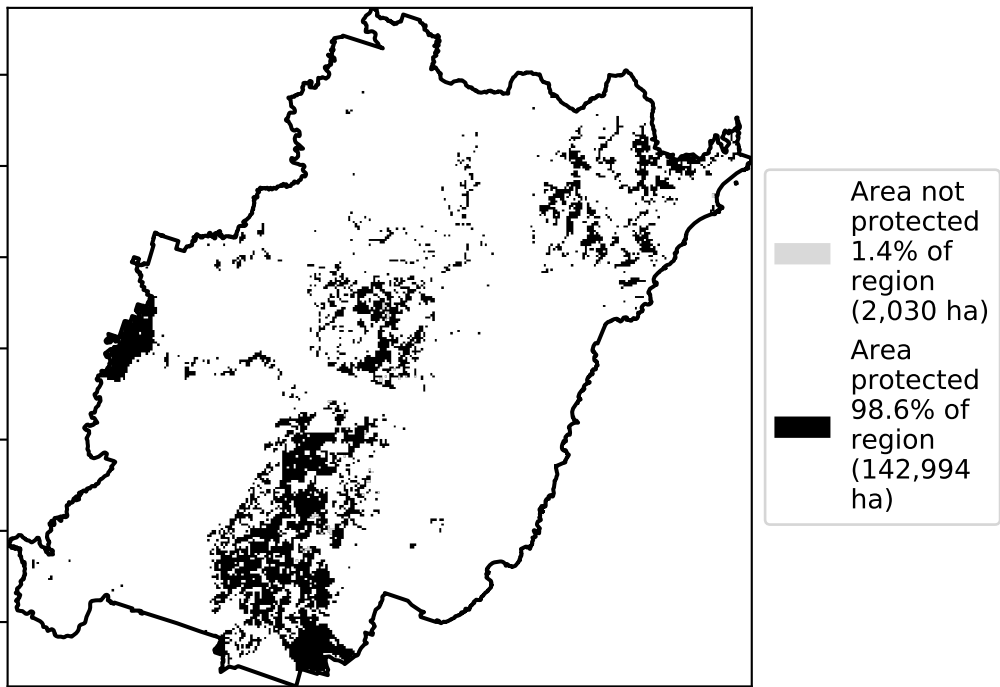 Area not
protected
1.4% of
region
(2,030 ha)
Area
protected
98.6% of
region
(142,994
ha)